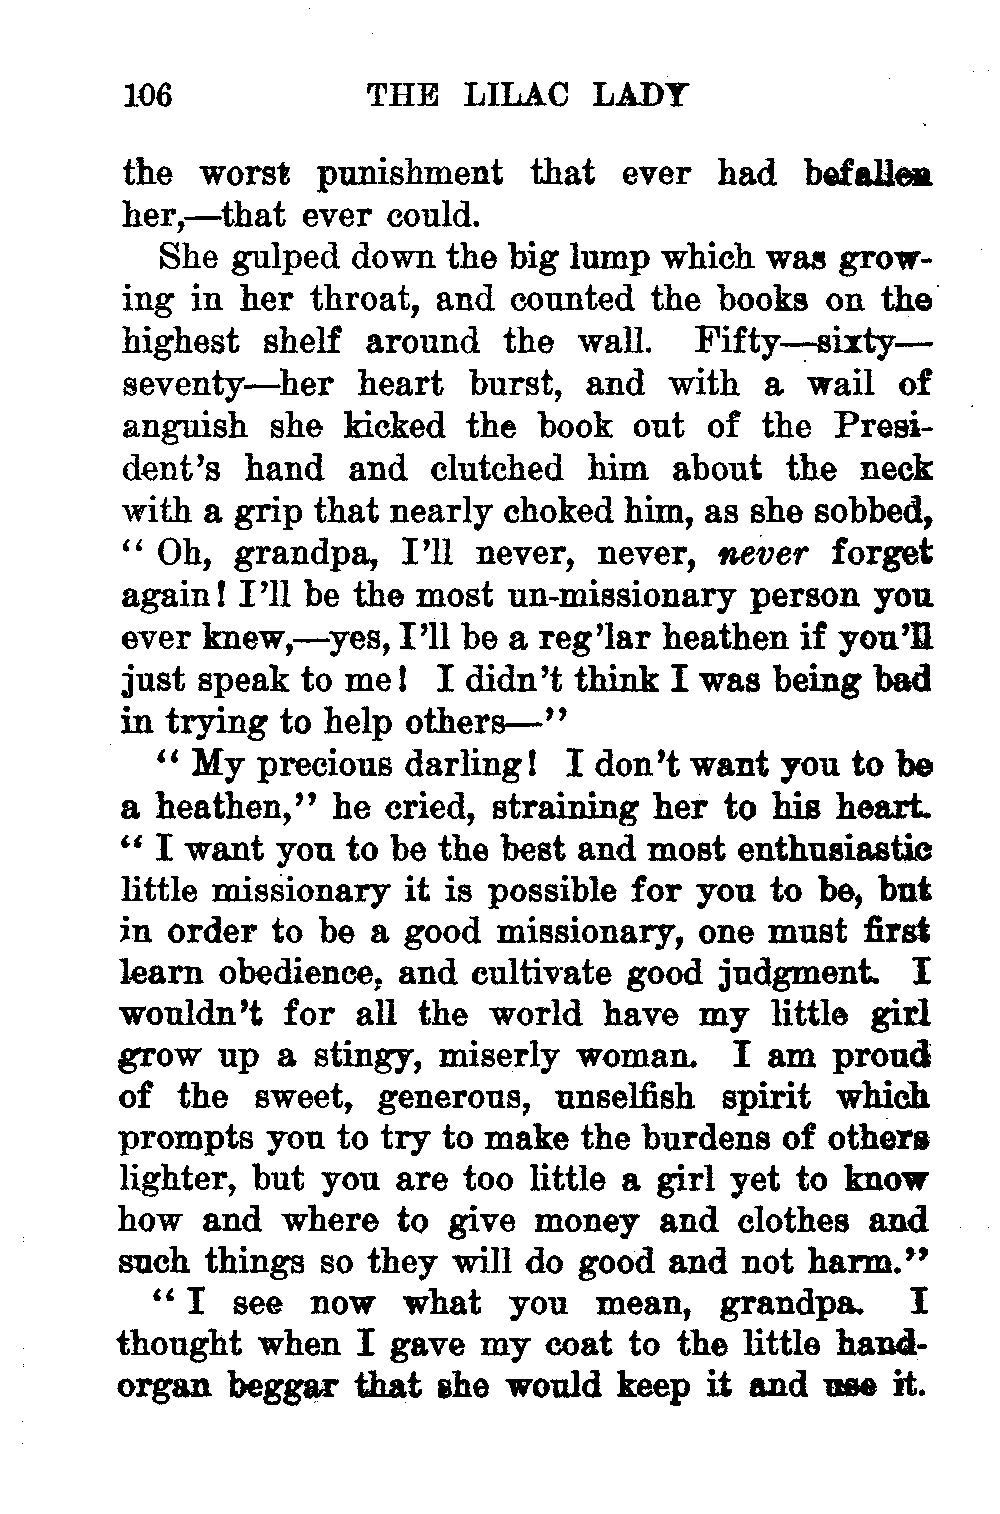 106 THE LILAC LADY
the worst punishment that ever had befallen
her,—that ever could.
She gulped down the big lump which was grow-
ing in her throat, and counted the books on the
highest shelf around the wall. Fifty—sixty—
seventy—her heart burst, and with a wail of
anguish she kicked the book out of the Presi-
dent's hand and clutched him about the neck
with a grip that nearly choked him, as she sobbed,
" Oh, grandpa, I'll never, never, never forget
again! I'll be the most un-missionary person you
ever knew,—yes, I'll be a reg'lar heathen if you'll
just speak to me! I didn't think I was being bad
in trying to help others—"
" My precious darling! I don't want you to be
a heathen," he cried, straining her to his heart.
" I want you to be the best and most enthusiastic
little missionary it is possible for you to be, but
in order to be a good missionary, one must first
learn obedience, and cultivate good judgment. I
wouldn't for all the world have my little girl
grow up a stingy, miserly woman. I am proud
of the sweet, generous, unselfish spirit which
prompts you to try to make the burdens of others
lighter, but you are too little a girl yet to know
how and where to give money and clothes and
such things so they will do good and not harm."
" I see now what you mean, grandpa. I
thought when I gave my coat to the little hand-
organ beggar that she would keep it and use it.